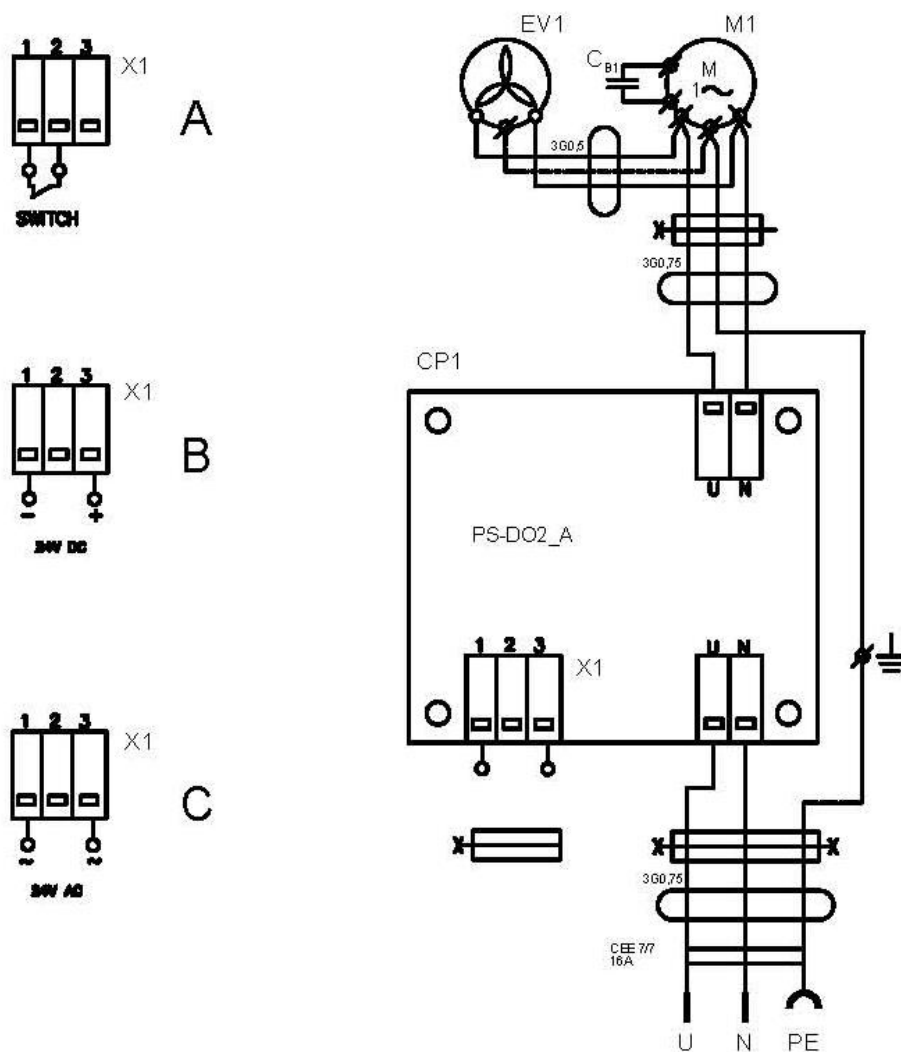 1 2 3
X1
A
SWITCH
1 2 3
X1
B
- +
24V DC
1 2 3
X1
C
~ ~
24V AC
EV1
M1
CB1
M
1~
3G0,5
3G0,75
CP1
U N
PS-DO2_A
1 2 3
X1
U N
3G0,75
CEE 7/7
16A
U N PE